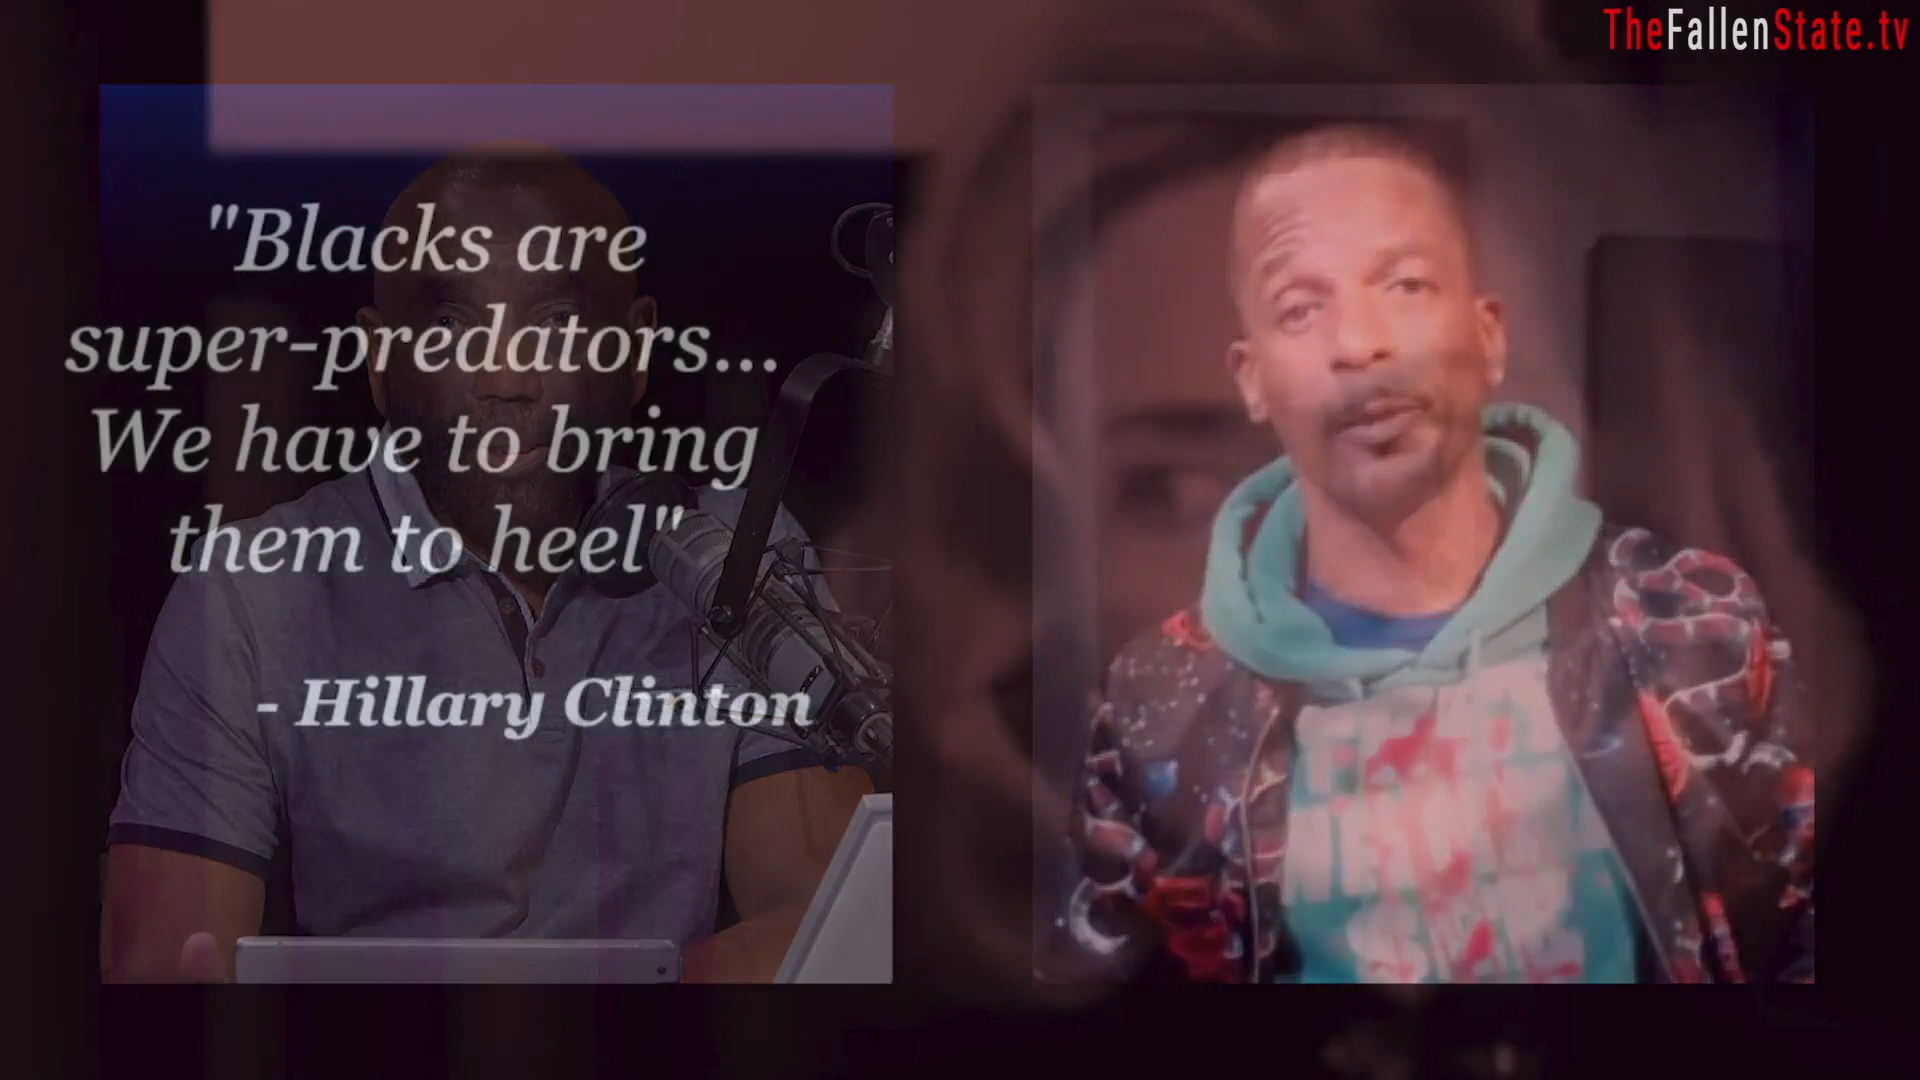 TheFallenState.tv
"Blacks are
super-predators...
We have to bring
them to heel"
- Hillary Clinton